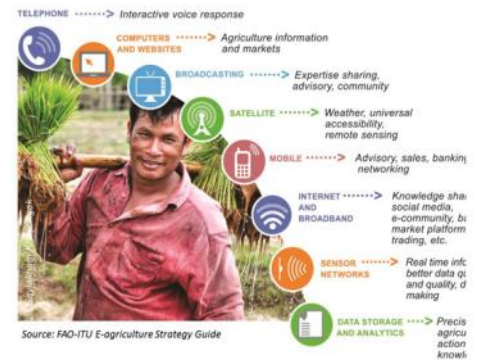 TELEPHONE Interactive voice response
COMPUTERS AND WEBSITES Agriculture information
and markets
BROADCASTING Expertise sharing,
advisory, community
SATELLITE Weather, universal
accessibility,
remote sensing
MOBILE Advisory, sales, banking
networking
INTERNET AND BROADBAND Knowledge sha
social media,
e-community, b
market platform
trading, etc.
SENSOR NETWORKS Real time info
better data qu
and quality, d
making
DATA STORAGE AND ANALYTICS Precis
agricu
action
knowl
Source: FAO-ITU E-agriculture Strategy Guide